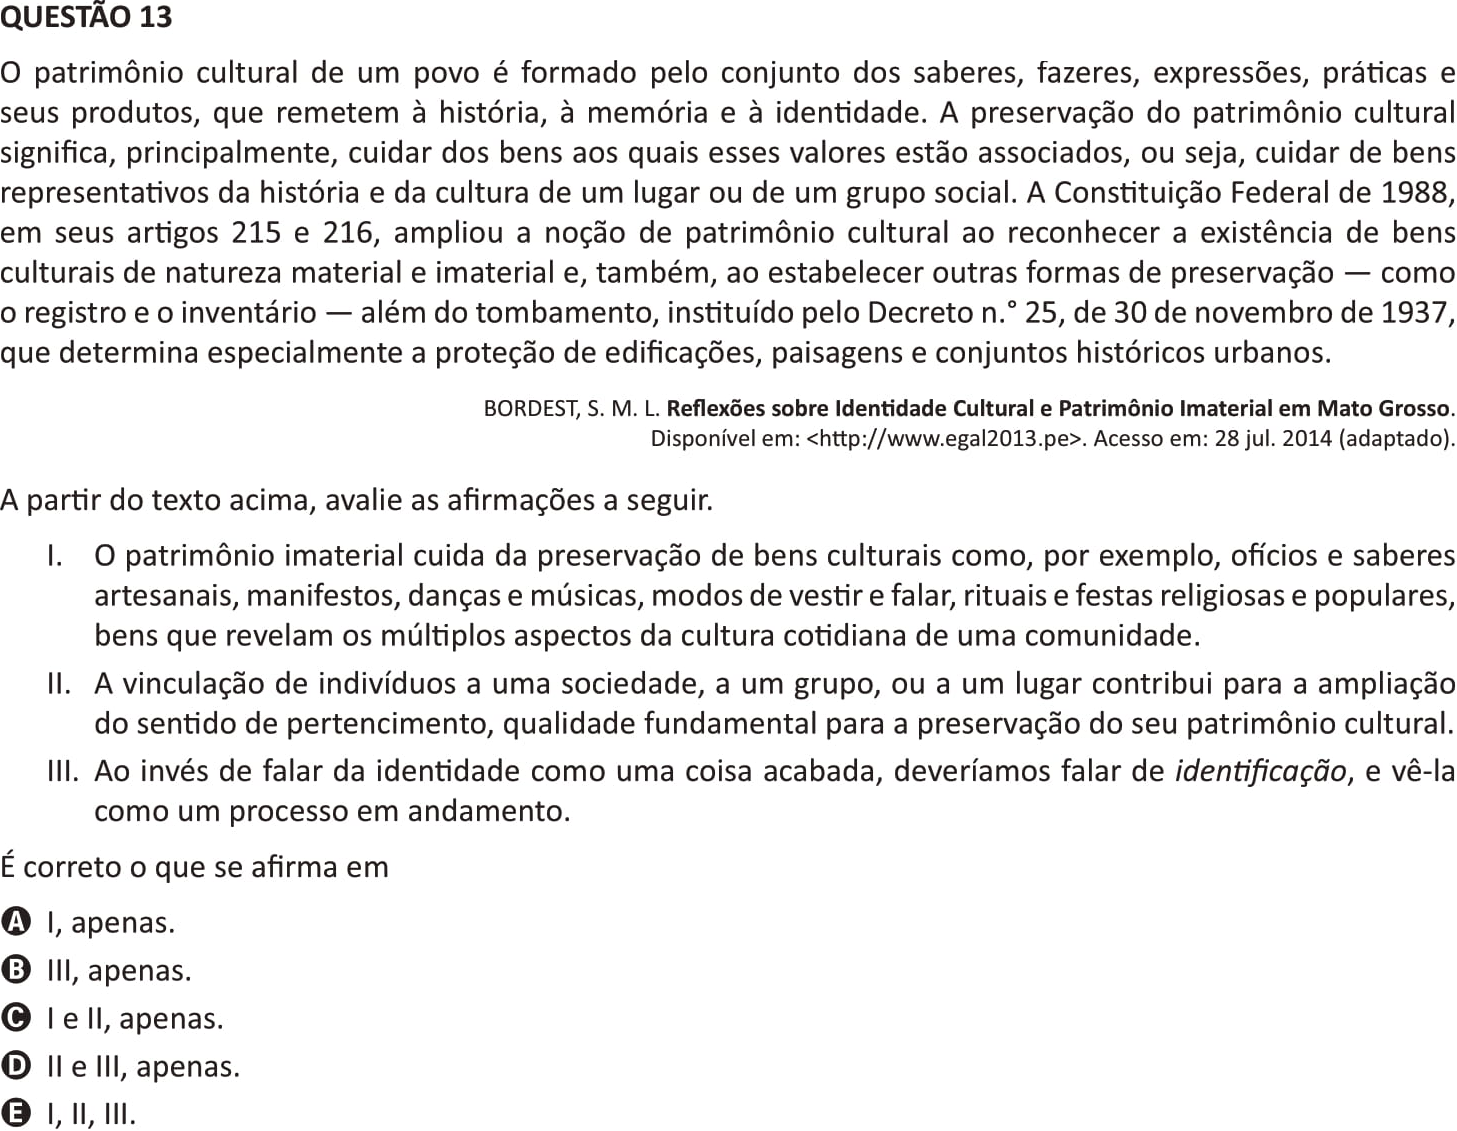 QUESTÃO 13
O patrimônio cultural de um povo é formado pelo conjunto dos saberes, fazeres, expressões, práticas e
seus produtos, que remetem à história, à memória e à identidade. A preservação do patrimônio cultural
significa, principalmente, cuidar dos bens aos quais esses valores estão associados, ou seja, cuidar de bens
representativos da história e da cultura de um lugar ou de um grupo social. A Constituição Federal de 1988,
em seus artigos 215 e 216, ampliou a noção de patrimônio cultural ao reconhecer a existência de bens
culturais de natureza material e imaterial e, também, ao estabelecer outras formas de preservação — como
o registro e o inventário — além do tombamento, instituído pelo Decreto n.° 25, de 30 de novembro de 1937,
que determina especialmente a proteção de edificações, paisagens e conjuntos históricos urbanos.
BORDEST, S. M. L. Reflexões sobre Identidade Cultural e Patrimônio Imaterial em Mato Grosso.
Disponível em: <http://www.egal2013.pe>. Acesso em: 28 jul. 2014 (adaptado).
A partir do texto acima, avalie as afirmações a seguir.
I. O patrimônio imaterial cuida da preservação de bens culturais como, por exemplo, ofícios e saberes
artesanais, manifestos, danças e músicas, modos de vestir e falar, rituais e festas religiosas e populares,
bens que revelam os múltiplos aspectos da cultura cotidiana de uma comunidade.
II. A vinculação de indivíduos a uma sociedade, a um grupo, ou a um lugar contribui para a ampliação
do sentido de pertencimento, qualidade fundamental para a preservação do seu patrimônio cultural.
III. Ao invés de falar da identidade como uma coisa acabada, deveríamos falar de identificação, e vê-la
como um processo em andamento.
É correto o que se afirma em
A I, apenas.
B III, apenas.
C I e II, apenas.
D II e III, apenas.
E I, II, III.